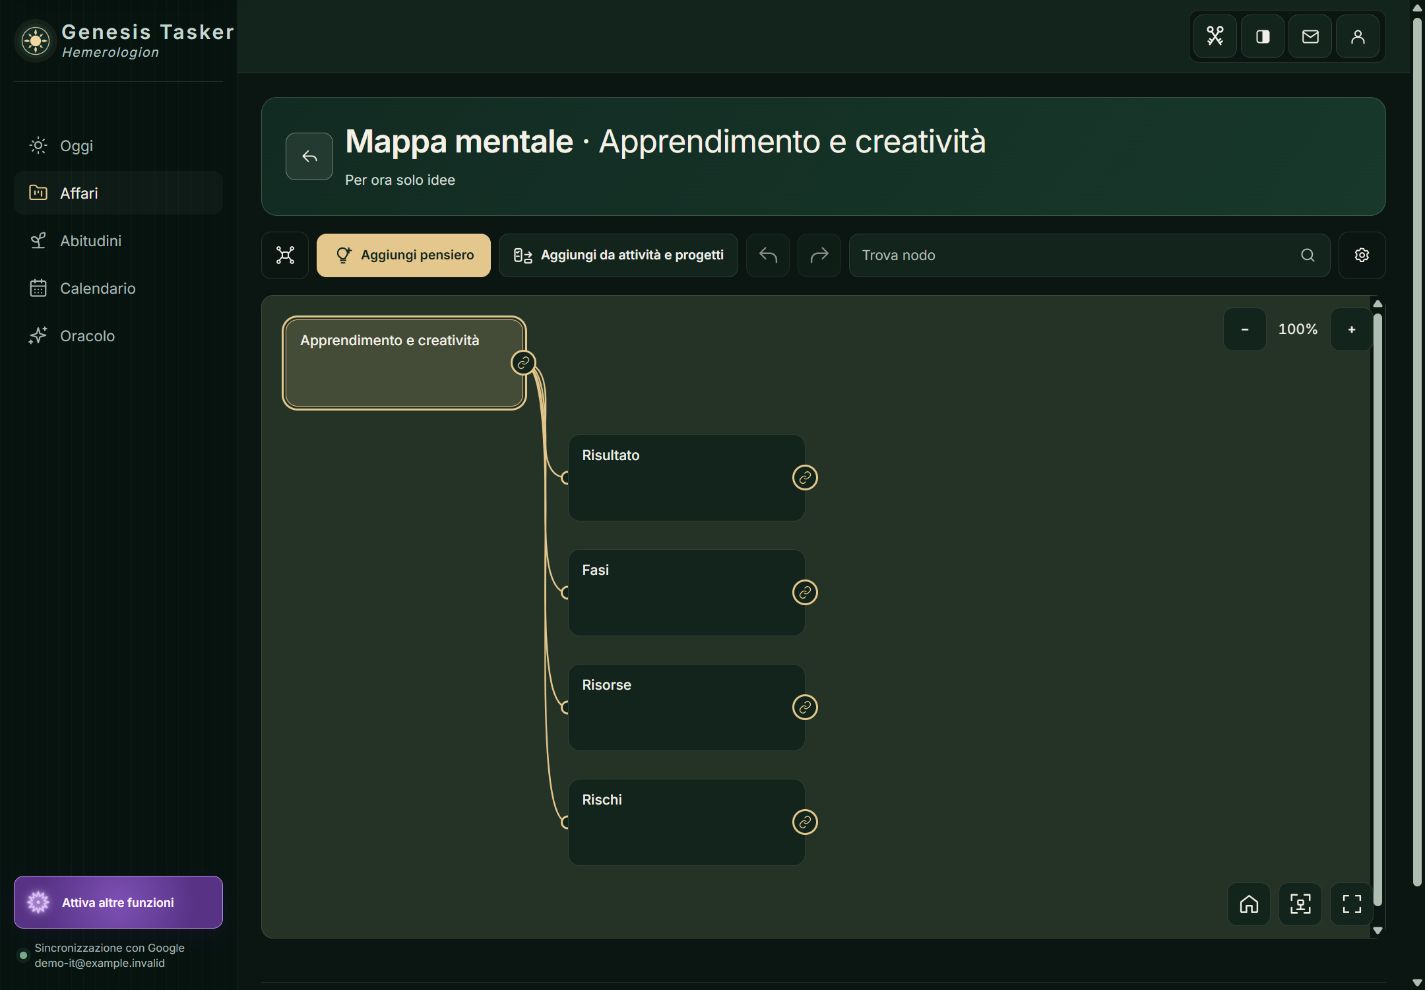 Genesis Tasker
Hemerologion
Oggi
Affari
Abitudini
Calendario
Oracolo
Attiva altre funzioni
Sincronizzazione con Google
demo-it@example.invalid
Mappa mentale · Apprendimento e creatività
Per ora solo idee
Aggiungi pensiero
Aggiungi da attività e progetti
Trova nodo
− 100% +
Apprendimento e creatività
Risultato
Fasi
Risorse
Rischi